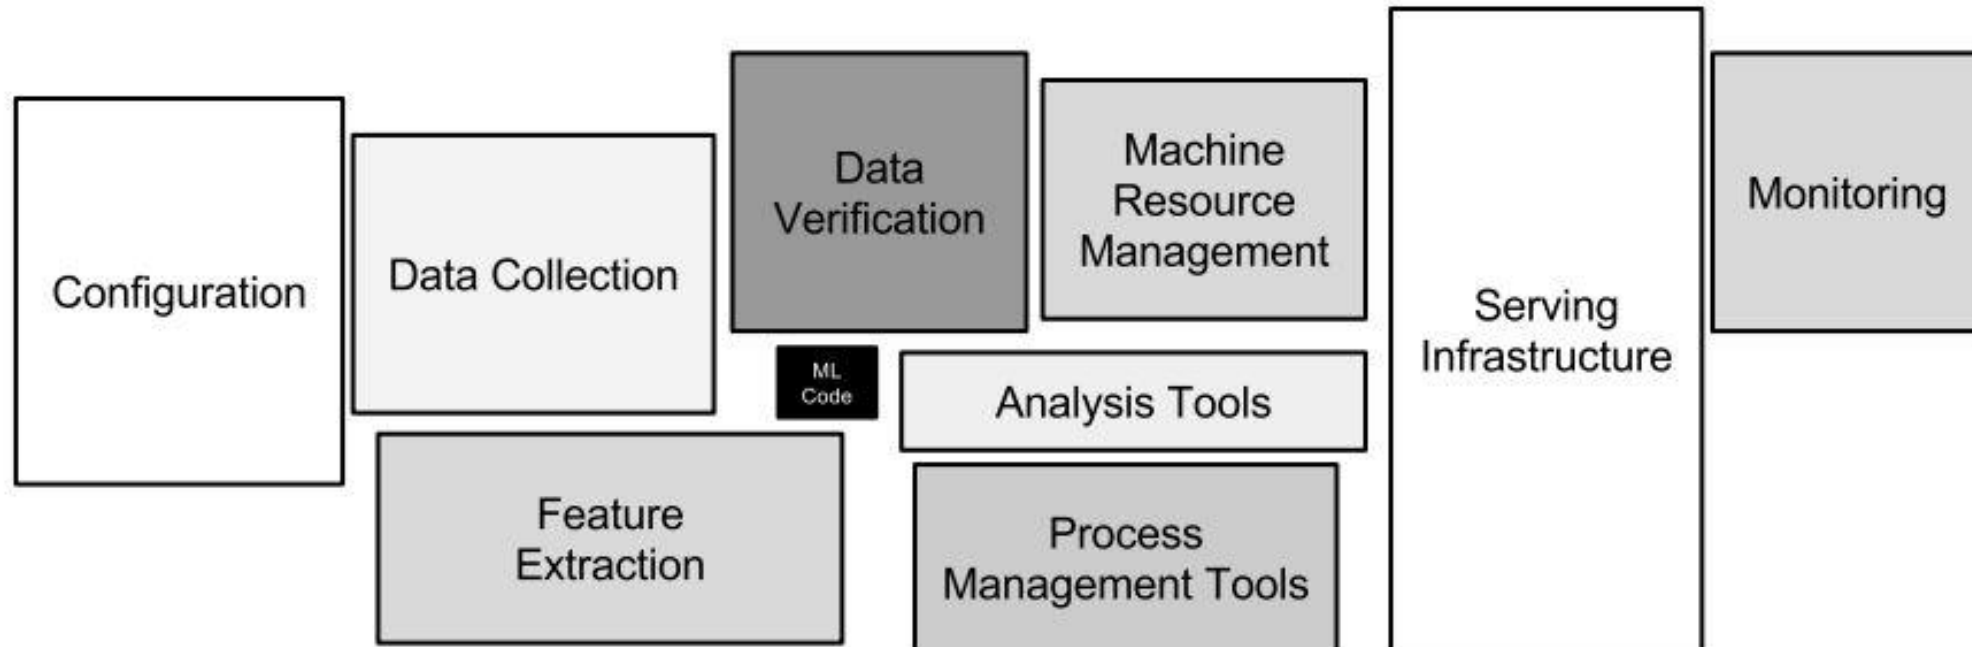 Configuration
Data Collection
Data
Verification
Machine
Resource
Management
Monitoring
Serving
Infrastructure
ML
Code
Analysis Tools
Feature
Extraction
Process
Management Tools